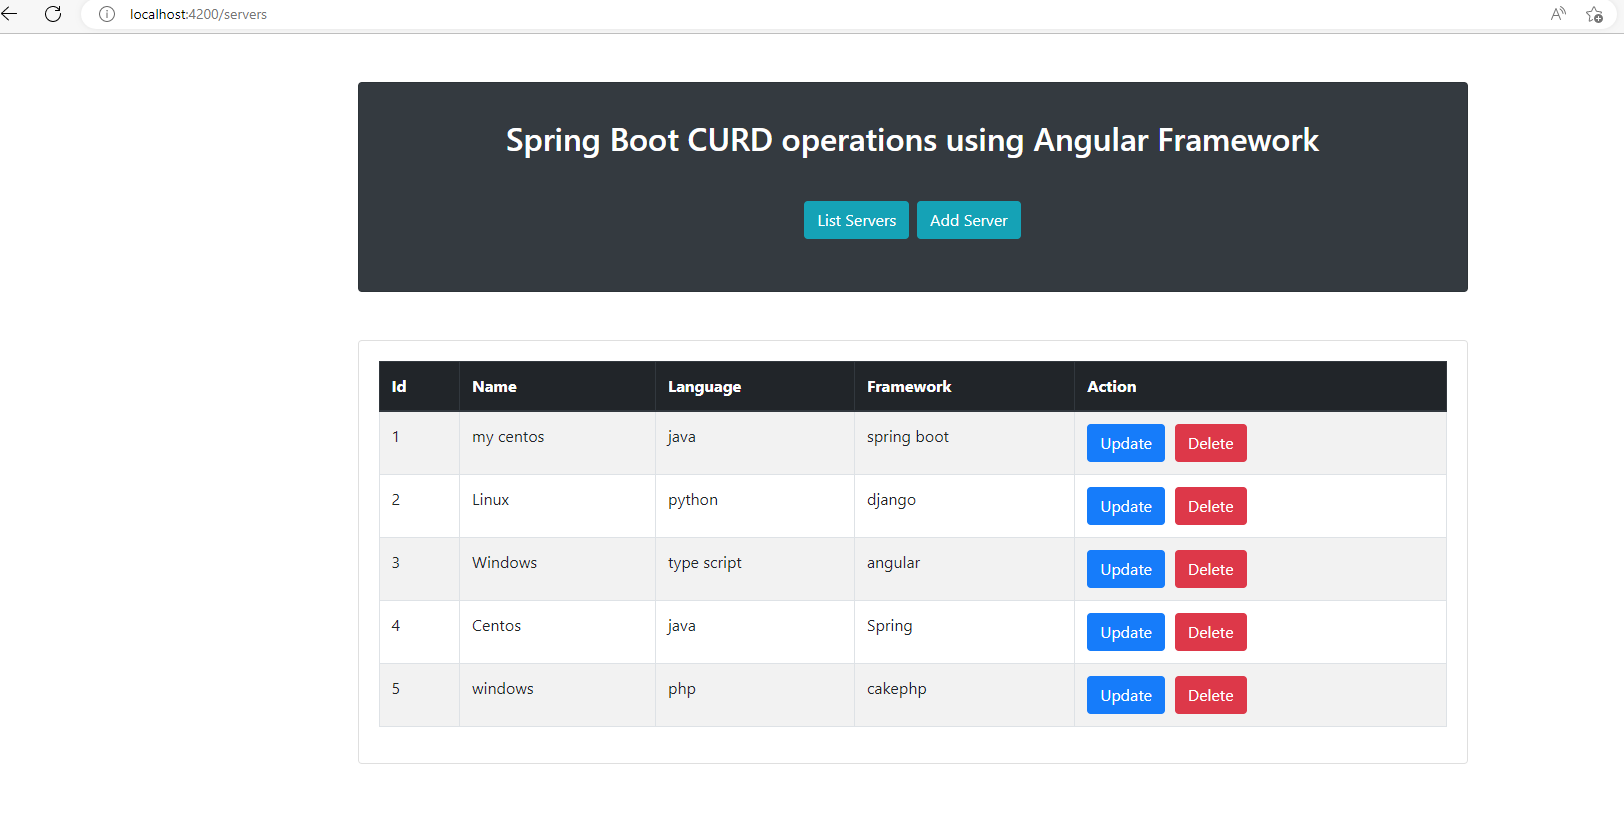 localhost:4200/servers
Spring Boot CURD operations using Angular Framework
List Servers Add Server
Id Name Language Framework Action
1 my centos java spring boot Update Delete
2 Linux python django Update Delete
3 Windows type script angular Update Delete
4 Centos java Spring Update Delete
5 windows php cakephp Update Delete